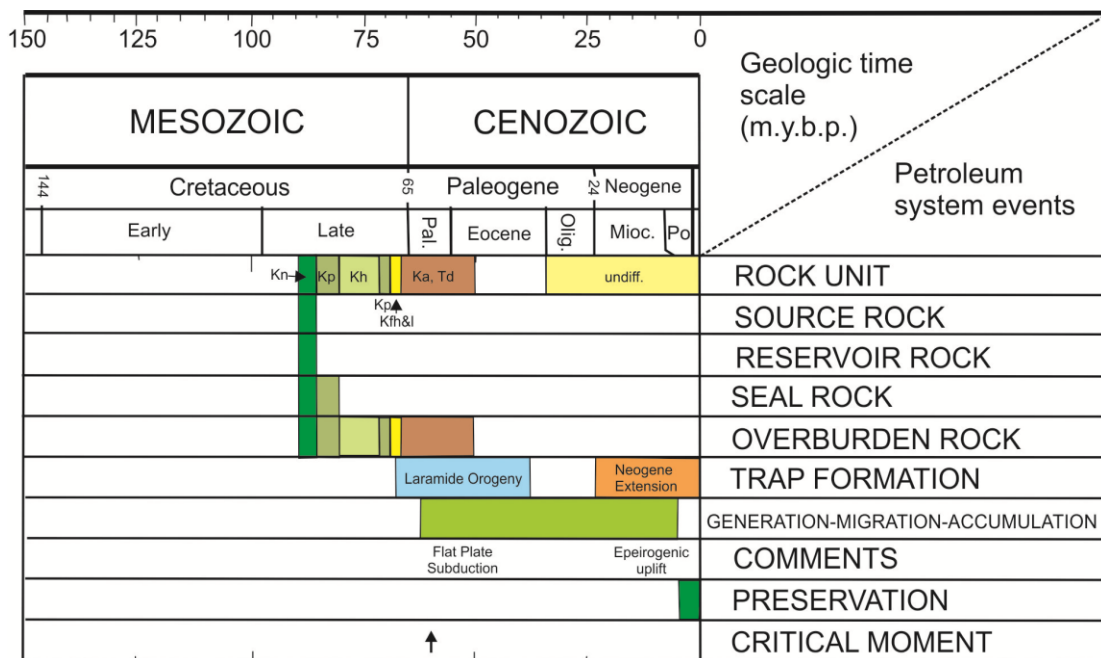 150 125 100 75 50 25 0
Geologic time
scale
(m.y.b.p.)
Petroleum
system events
MESOZOIC CENOZOIC
144 Cretaceous 65 Paleogene 24 Neogene
Early Late Pal. Eocene Olig. Mioc. Po
Kn Kp Kh Ka, Td undiff. ROCK UNIT
Kp
Kfh&l
SOURCE ROCK
RESERVOIR ROCK
SEAL ROCK
OVERBURDEN ROCK
Laramide Orogeny Neogene
Extension
TRAP FORMATION
GENERATION-MIGRATION-ACCUMULATION
Flat Plate
Subduction
Epeirogenic
uplift
COMMENTS
PRESERVATION
CRITICAL MOMENT